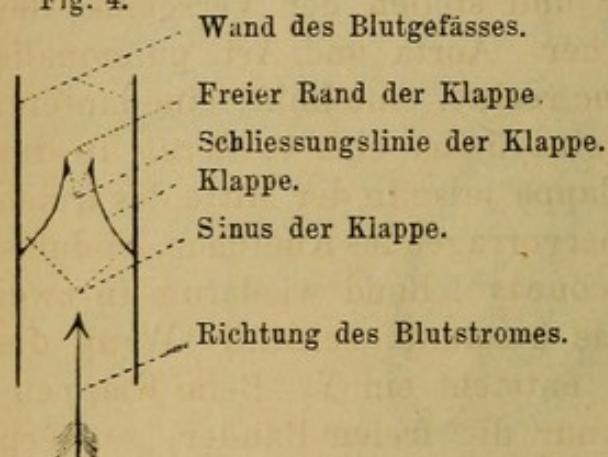 Fig. 4.
Wand des Blutgefässes.
Freier Rand der Klappe.
Schliessungslinie der Klappe.
Klappe.
Sinus der Klappe.
Richtung des Blutstromes.